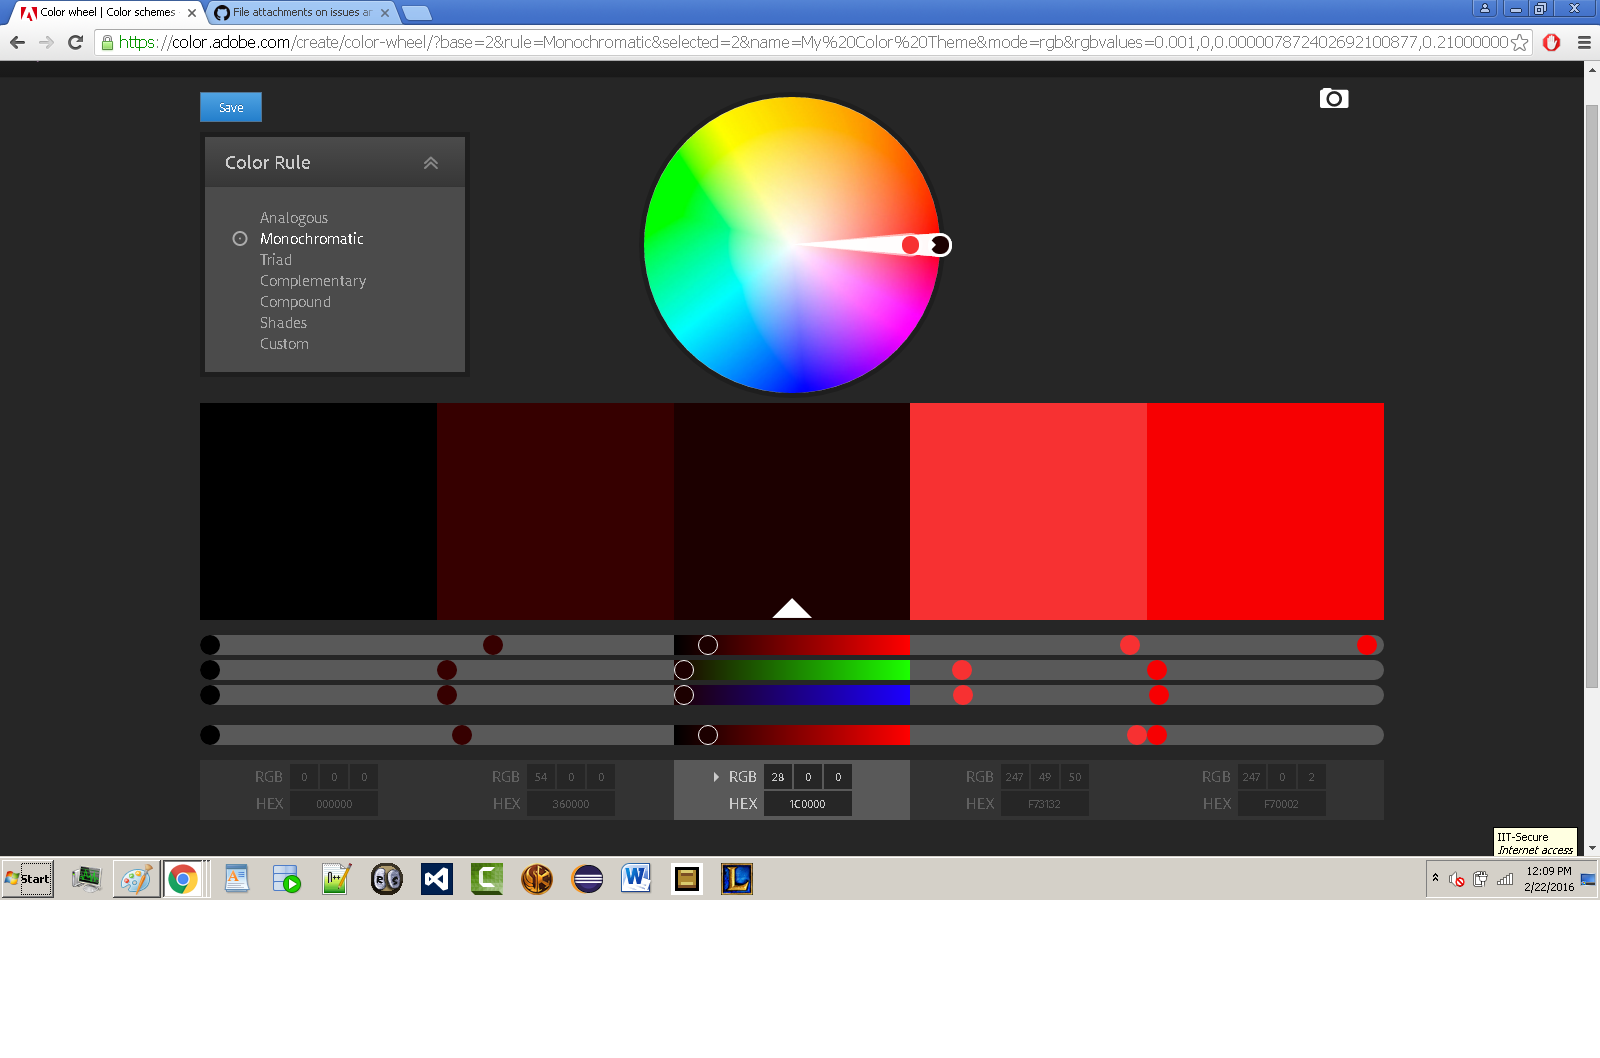 Color wheel | Color schemes
File attachments on issues ar
https://color.adobe.com/create/color-wheel/?base=2&rule=Monochromatic&selected=2&name=My%20Color%20Theme&mode=rgb&rgbvalues=0.001,0,0.000007872402692100877,0.21000000
Save
Color Rule
Analogous
Monochromatic
Triad
Complementary
Compound
Shades
Custom
RGB 0 0 0 RGB 54 0 0 RGB 28 0 0 RGB 247 49 50 RGB 247 0 2
HEX 000000 HEX 360000 HEX 1C0000 HEX F73132 HEX F70002
IIT-Secure
Internet access
Start
12:09 PM
2/22/2016